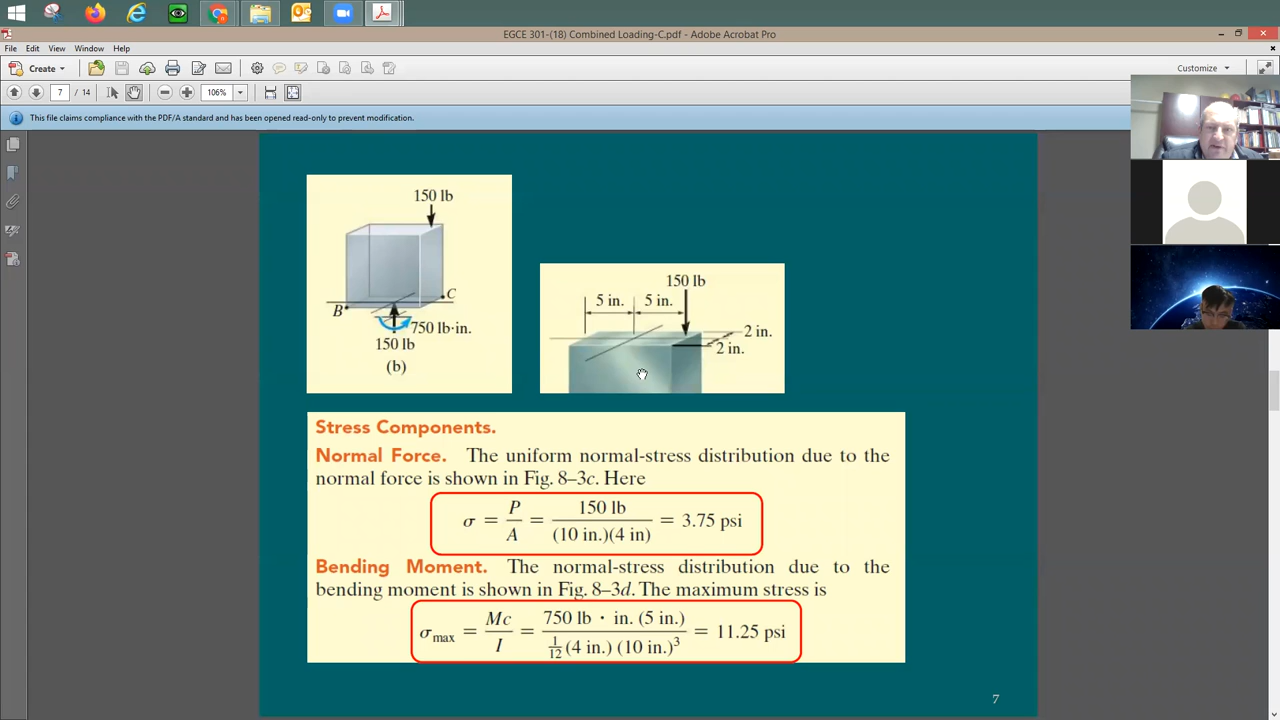 EGCE 301-(18) Combined Loading-C.pdf - Adobe Acrobat Pro
File Edit View Window Help
Create
Customize
7 / 14
106%
This file claims compliance with the PDF/A standard and has been opened read-only to prevent modification.
150 lb
B
C
750 lb·in.
150 lb
(b)
150 lb
5 in. 5 in.
2 in.
2 in.
Stress Components.
Normal Force. The uniform normal-stress distribution due to the
normal force is shown in Fig. 8–3c. Here
σ = P/A = 150 lb/(10 in.)(4 in) = 3.75 psi
Bending Moment. The normal-stress distribution due to the
bending moment is shown in Fig. 8–3d. The maximum stress is
σmax = Mc/I = 750 lb · in. (5 in.)/1/12 (4 in.) (10 in.)³ = 11.25 psi
7